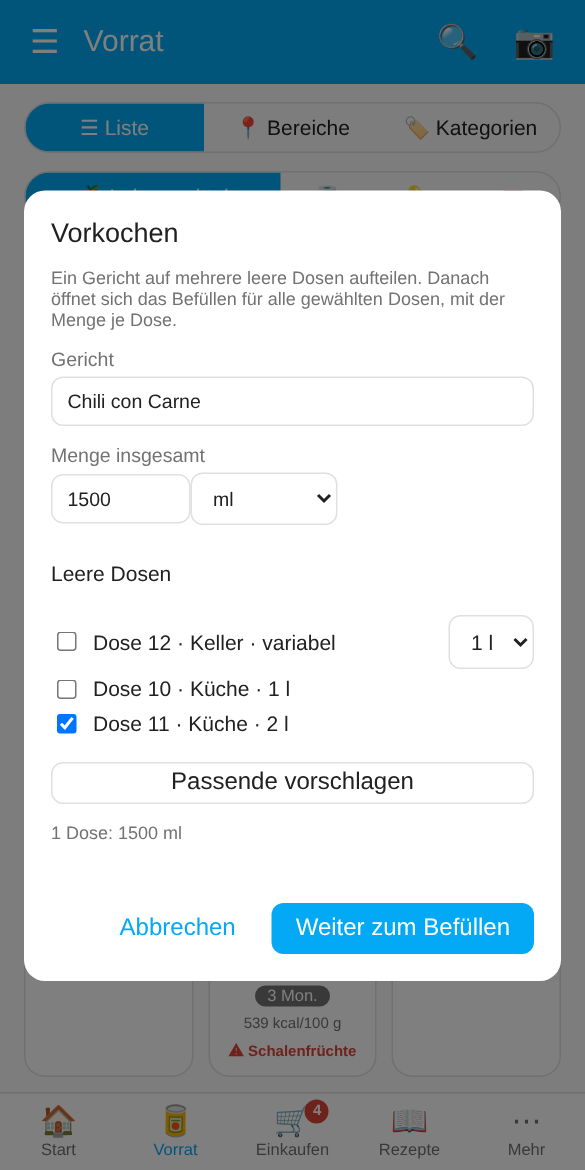 ☰ Vorrat
☰ Liste
Bereiche
Kategorien
Vorkochen
Ein Gericht auf mehrere leere Dosen aufteilen. Danach
öffnet sich das Befüllen für alle gewählten Dosen, mit der
Menge je Dose.
Gericht
Chili con Carne
Menge insgesamt
1500 ml
Leere Dosen
Dose 12 · Keller · variabel 1 l
Dose 10 · Küche · 1 l
Dose 11 · Küche · 2 l
Passende vorschlagen
1 Dose: 1500 ml
Abbrechen Weiter zum Befüllen
3 Mon.
539 kcal/100 g
Schalenfrüchte
4
Start Vorrat Einkaufen Rezepte Mehr